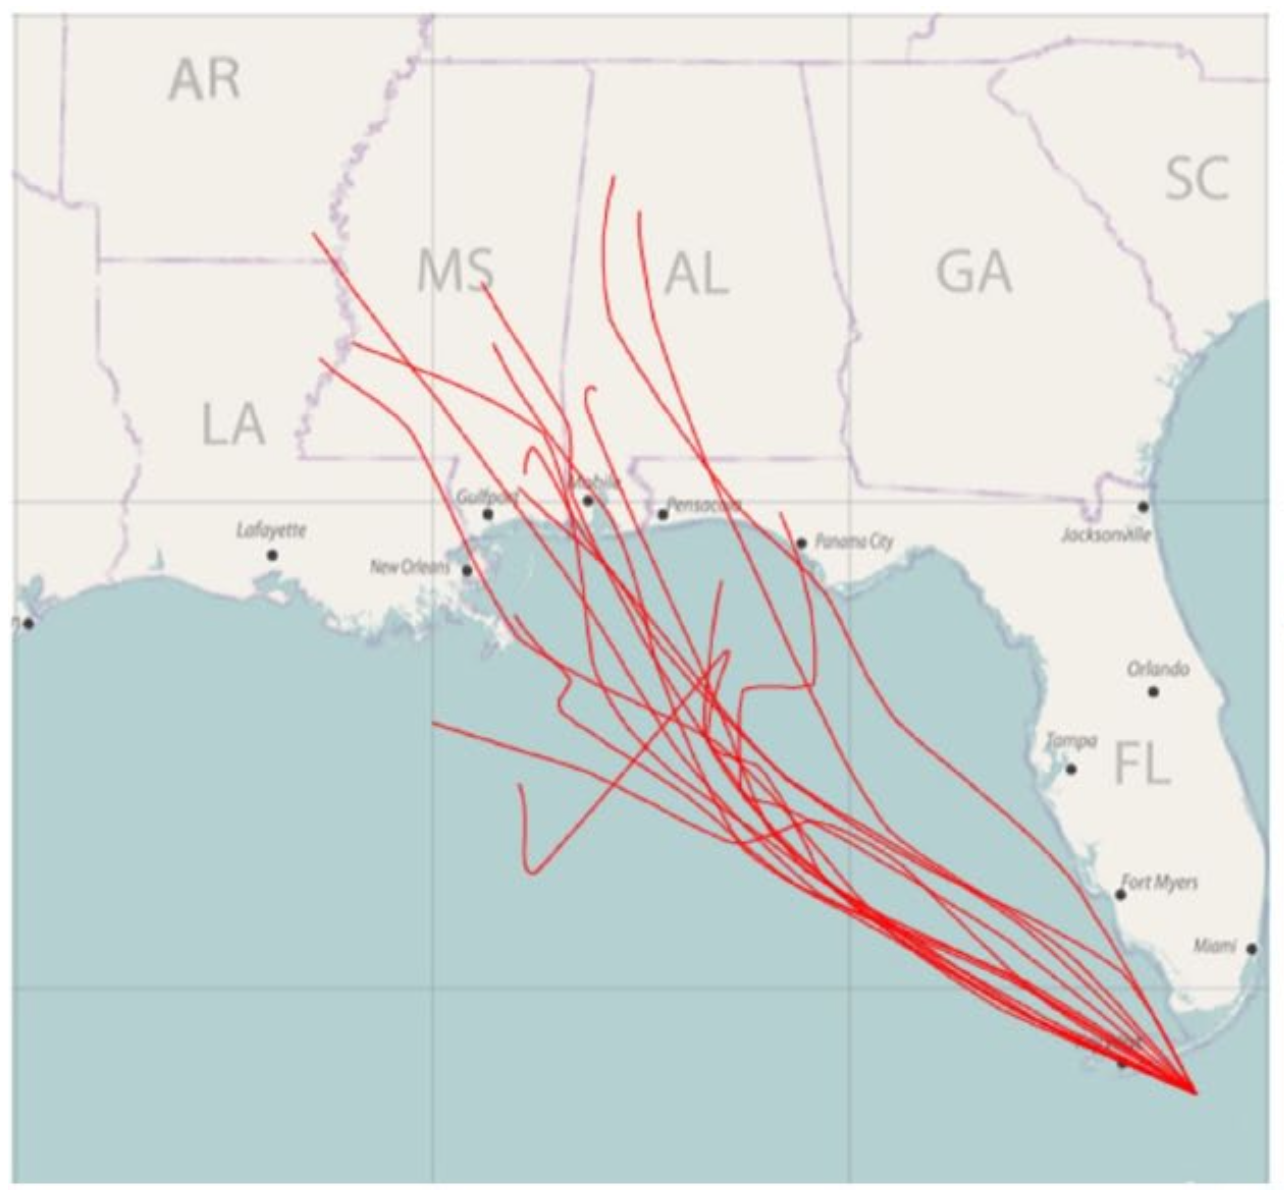 AR
SC
MS
AL
GA
LA
Mobile
Gulfport
Pensacola
Lafayette
Jacksonville
Panama City
New Orleans
Orlando
Tampa
FL
Fort Myers
Miami